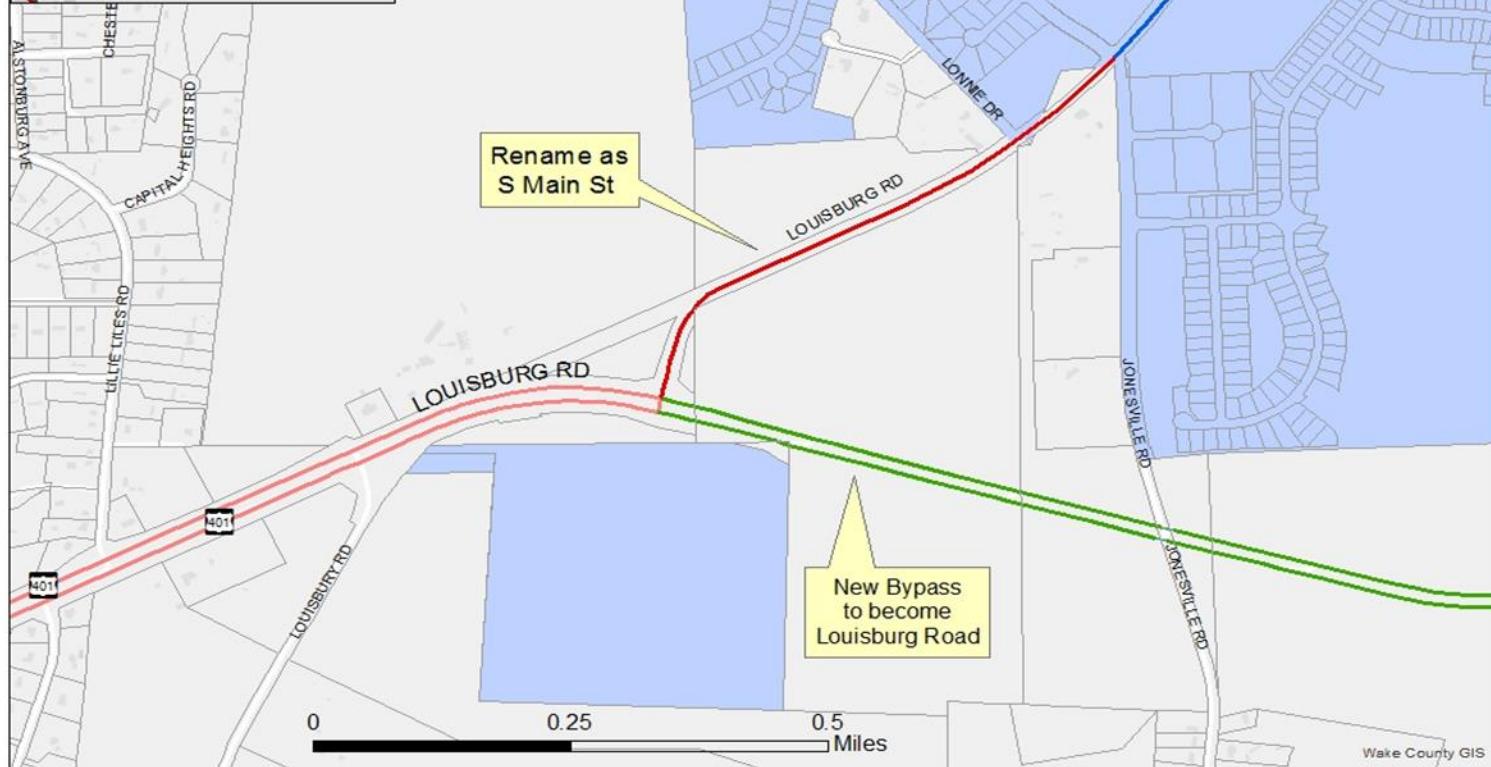 ALSTONBURG AVE
CAPITAL HEIGHTS RD
LONNIE DR
Rename as
S Main St
LOUISBURG RD
LILLIE LILES RD
LOUISBURG RD
JONESVILLE RD
401
401
LOUISBURY RD
New Bypass
to become
Louisburg Road
JONESVILLE RD
0 0.25 0.5
Miles
Wake County GIS